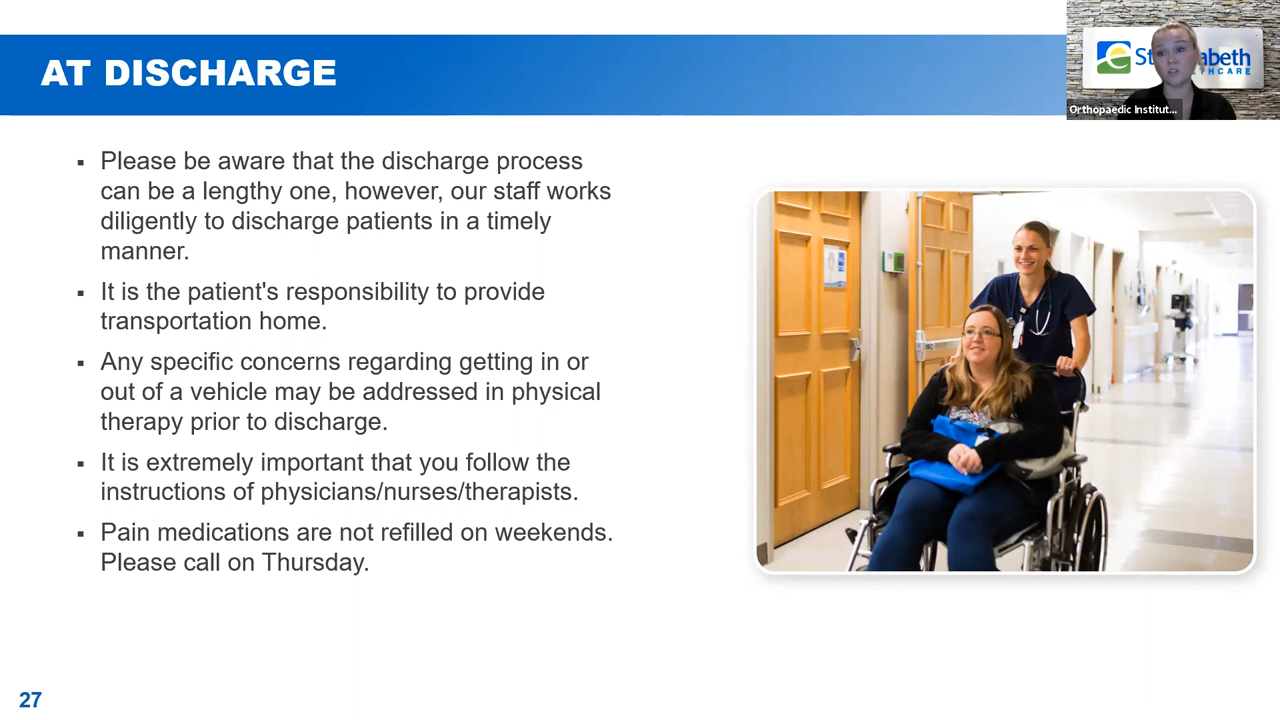 AT DISCHARGE
Orthopaedic Institut...
▪ Please be aware that the discharge process
can be a lengthy one, however, our staff works
diligently to discharge patients in a timely
manner.
▪ It is the patient's responsibility to provide
transportation home.
▪ Any specific concerns regarding getting in or
out of a vehicle may be addressed in physical
therapy prior to discharge.
▪ It is extremely important that you follow the
instructions of physicians/nurses/therapists.
▪ Pain medications are not refilled on weekends.
Please call on Thursday.
27